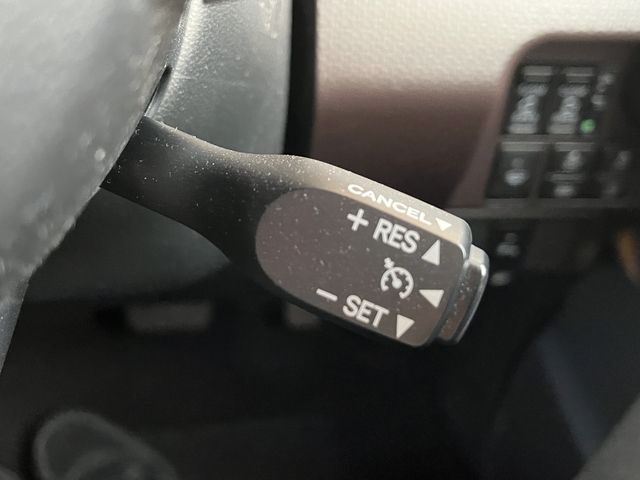 CANCEL▼
+ RES ▲
◀
− SET ▼